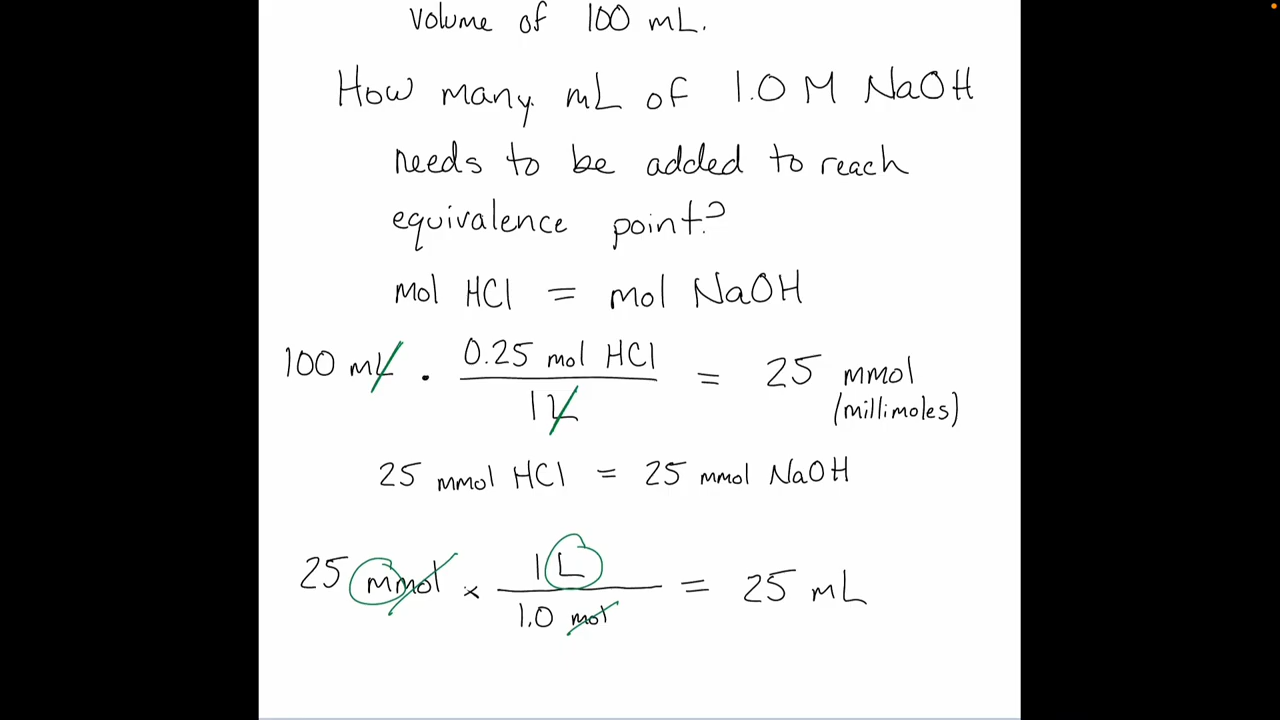 volume of 100 mL.
How many mL of 1.0 M NaOH
needs to be added to reach
equivalence point?
mol HCl = mol NaOH
100 mL · 0.25 mol HCl / 1 L = 25 mmol
(millimoles)
25 mmol HCl = 25 mmol NaOH
25 mmol × 1 L / 1.0 mol = 25 mL